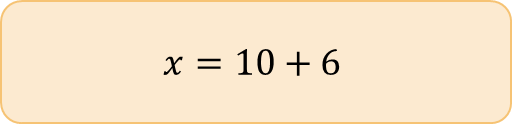 x = 10 + 6